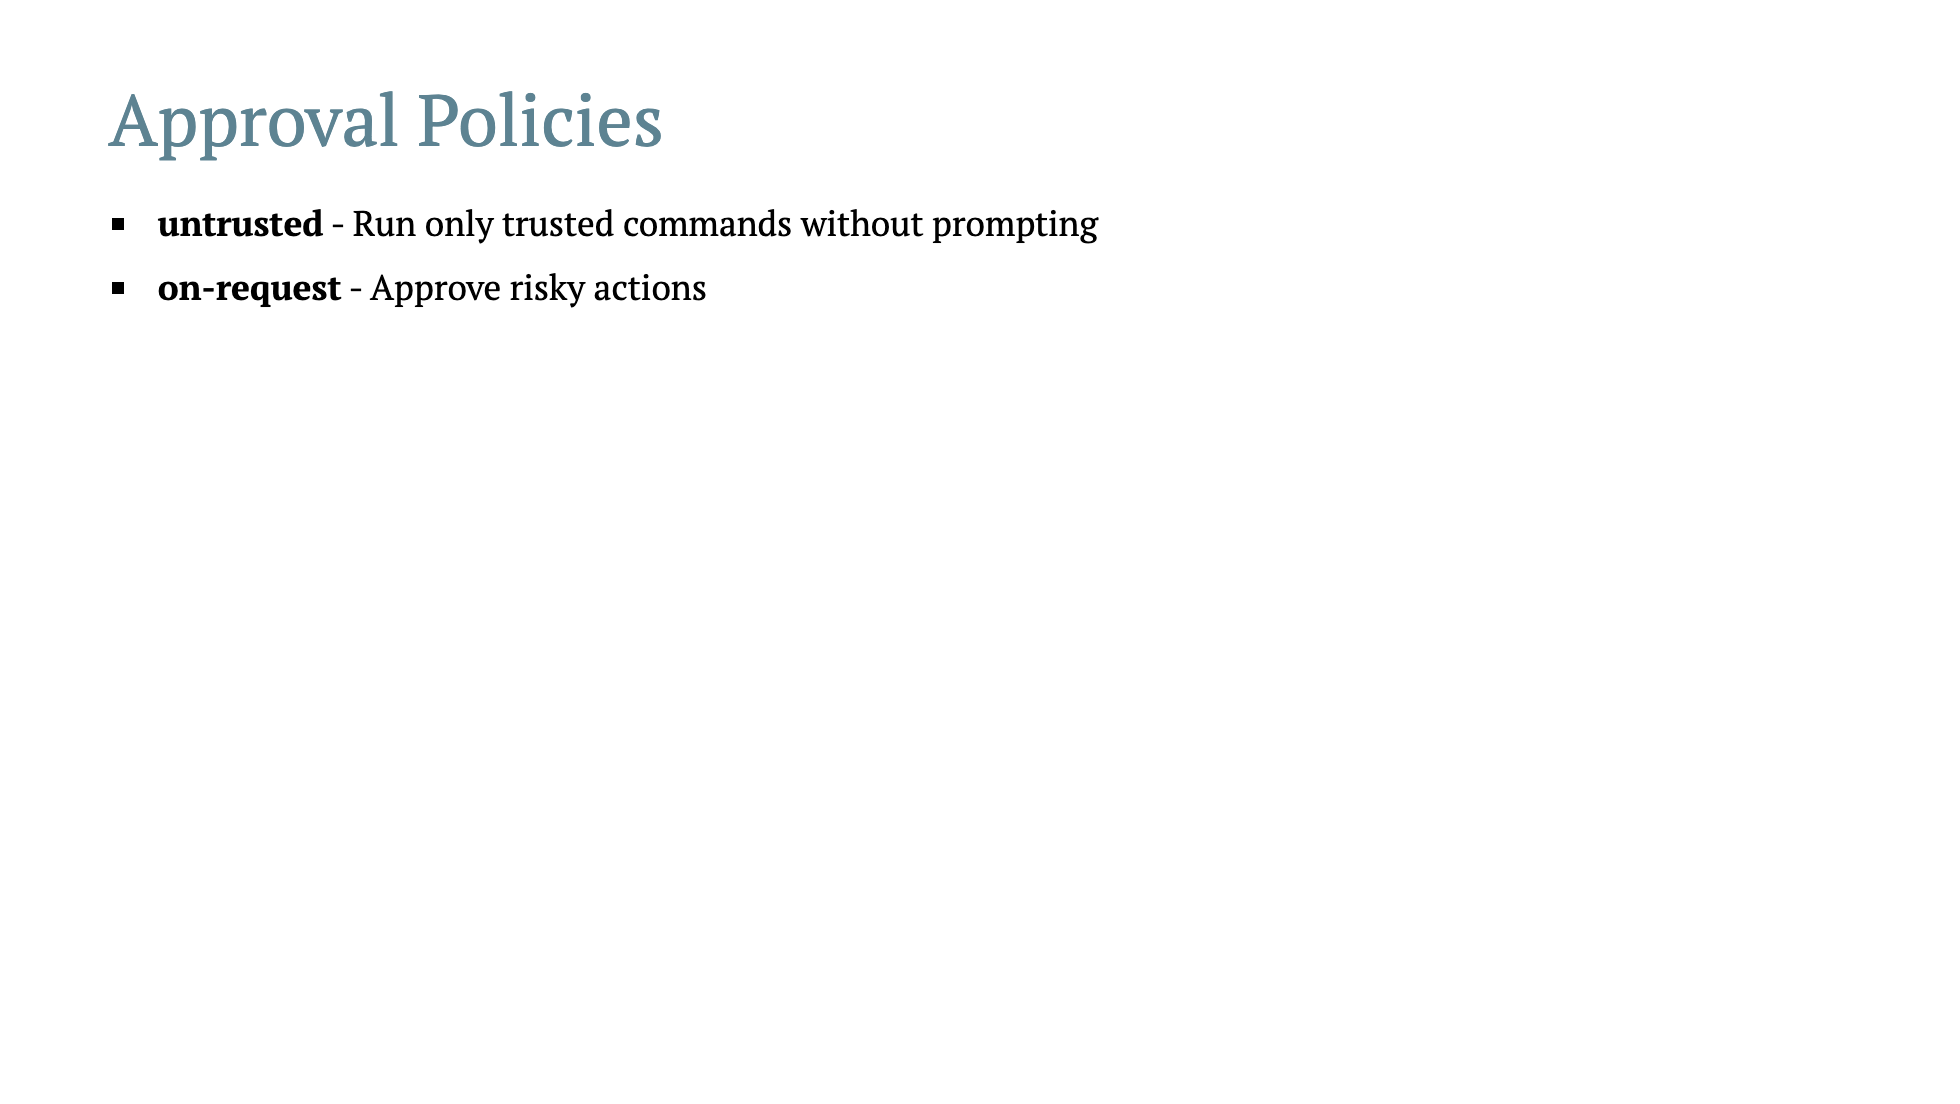 Approval Policies
▪ untrusted - Run only trusted commands without prompting
▪ on-request - Approve risky actions